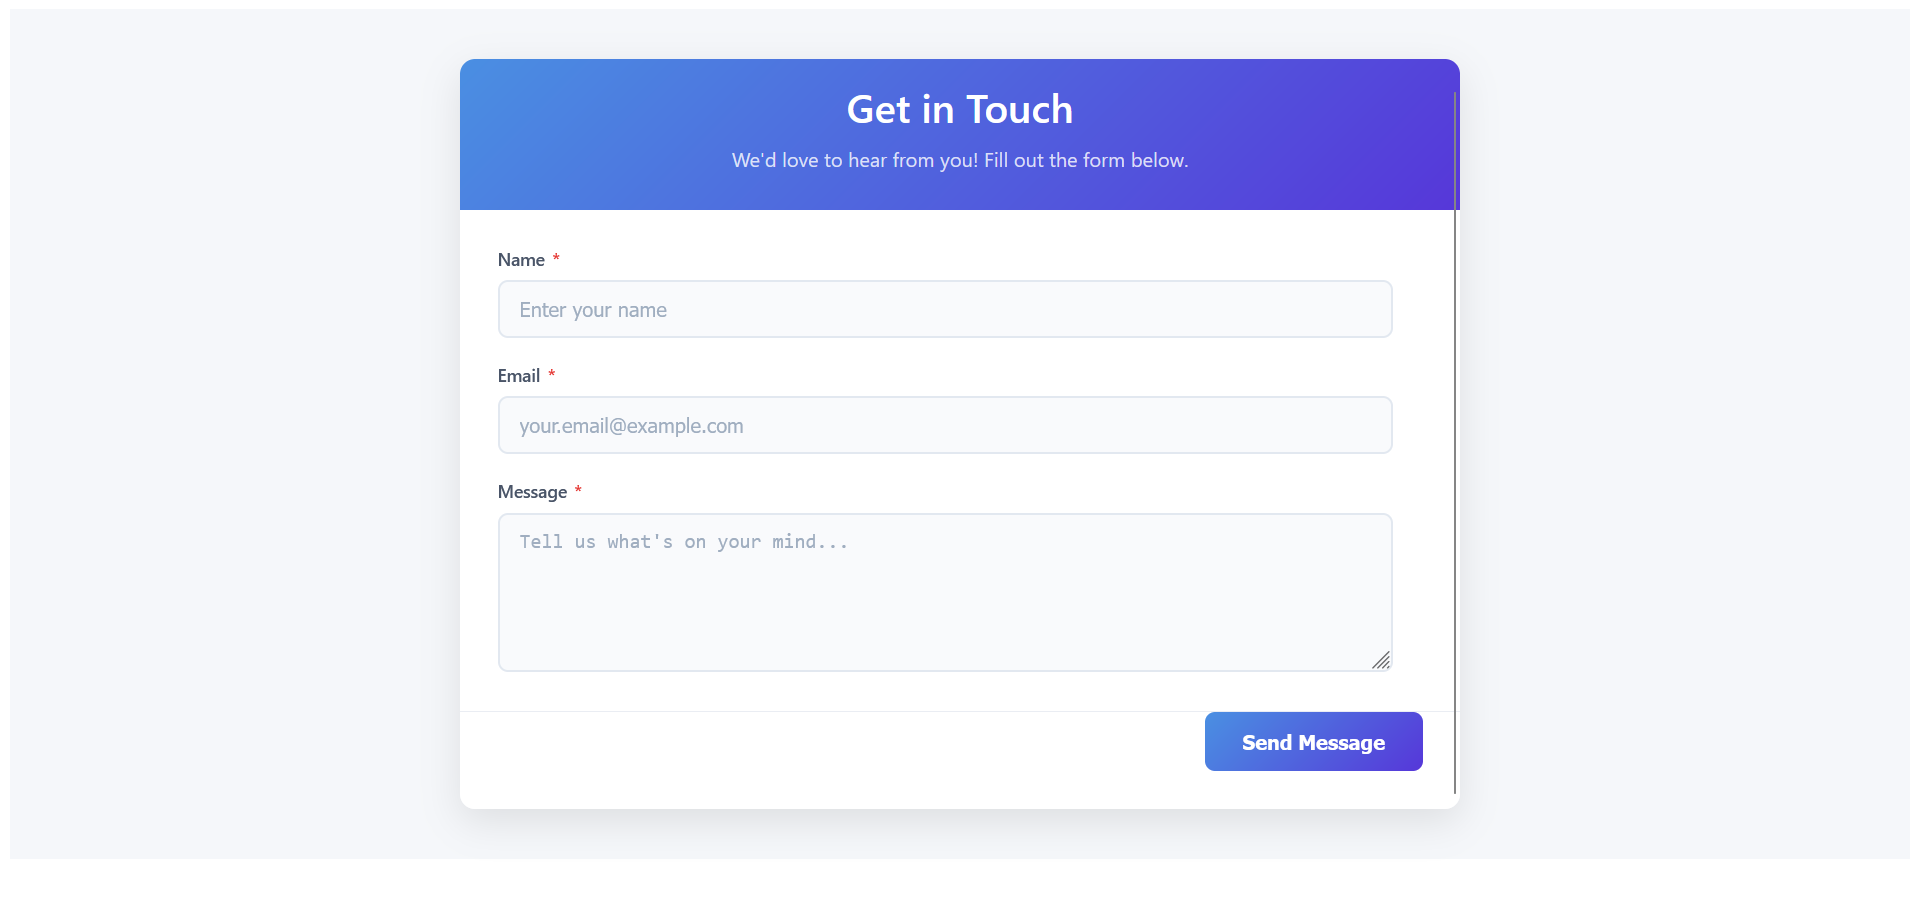 Get in Touch
We'd love to hear from you! Fill out the form below.
Name *
Enter your name
Email *
your.email@example.com
Message *
Tell us what's on your mind...
Send Message